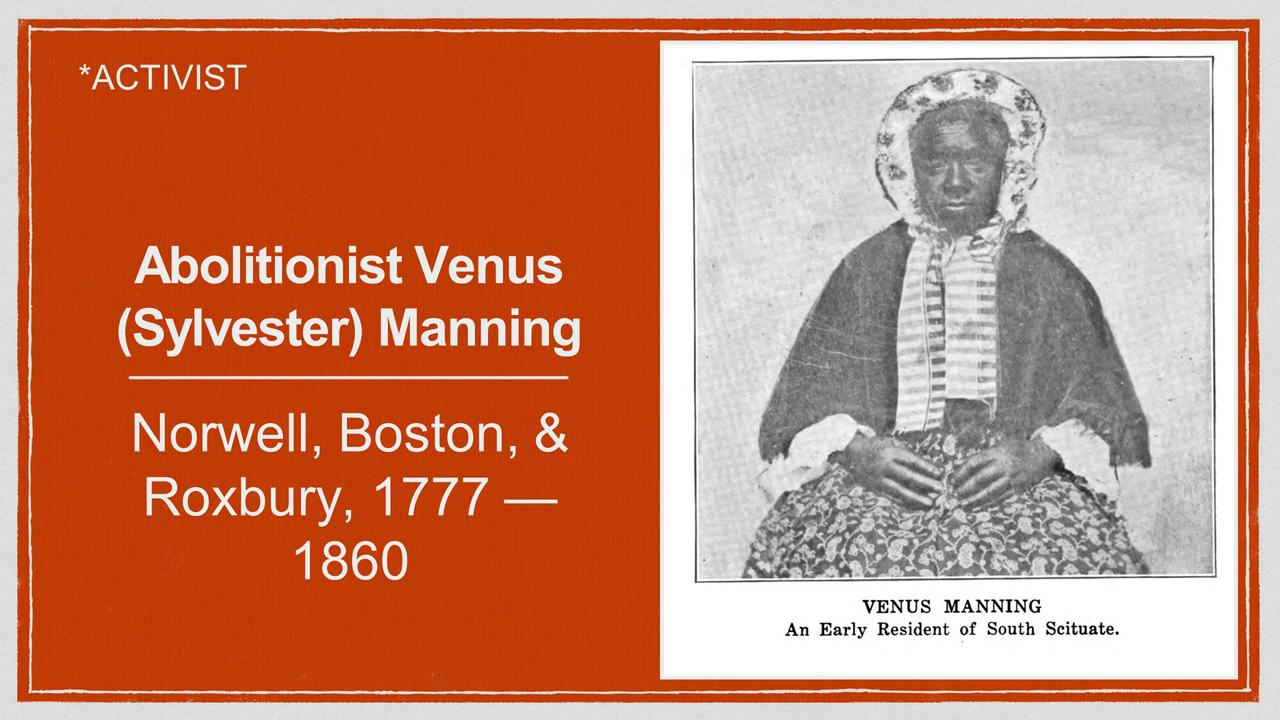 *ACTIVIST
Abolitionist Venus
(Sylvester) Manning
Norwell, Boston, &
Roxbury, 1777 —
1860
VENUS MANNING
An Early Resident of South Scituate.